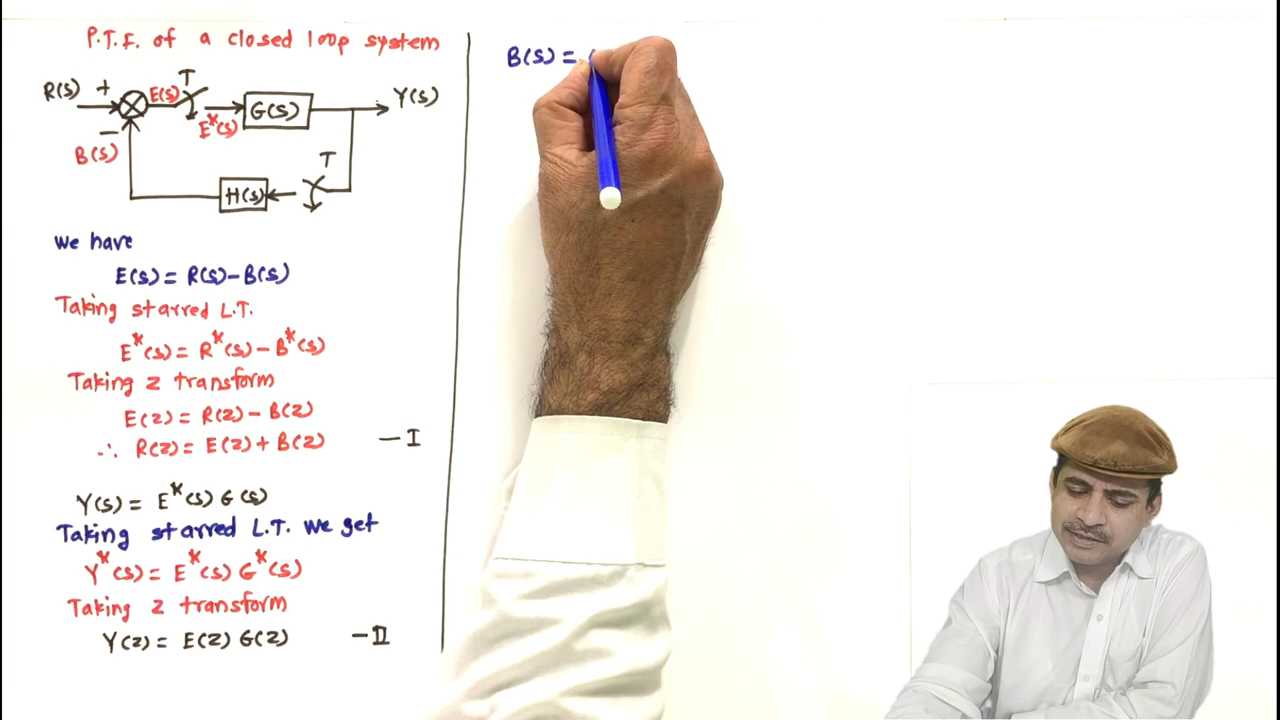 P.T.F. of a closed loop system
R(s) + E(s) T E*(s) G(s) Y(s)
− B(s) T H(s)
we have
E(s) = R(s) − B(s)
Taking starred L.T.
E*(s) = R*(s) − B*(s)
Taking z transform
E(z) = R(z) − B(z)
∴ R(z) = E(z) + B(z) — I
Y(s) = E*(s) G(s)
Taking starred L.T. we get
Y*(s) = E*(s) G*(s)
Taking z transform
Y(z) = E(z) G(z) — II
B(s) =